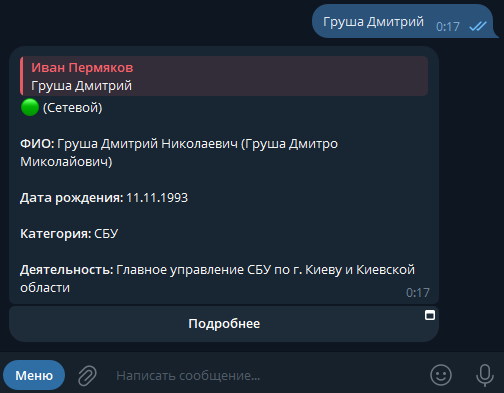 Груша Дмитрий 0:17
Иван Пермяков
Груша Дмитрий
(Сетевой)
ФИО: Груша Дмитрий Николаевич (Груша Дмитро
Миколайович)
Дата рождения: 11.11.1993
Категория: СБУ
Деятельность: Главное управление СБУ по г. Киеву и Киевской
области
0:17
Подробнее
Меню
Написать сообщение...